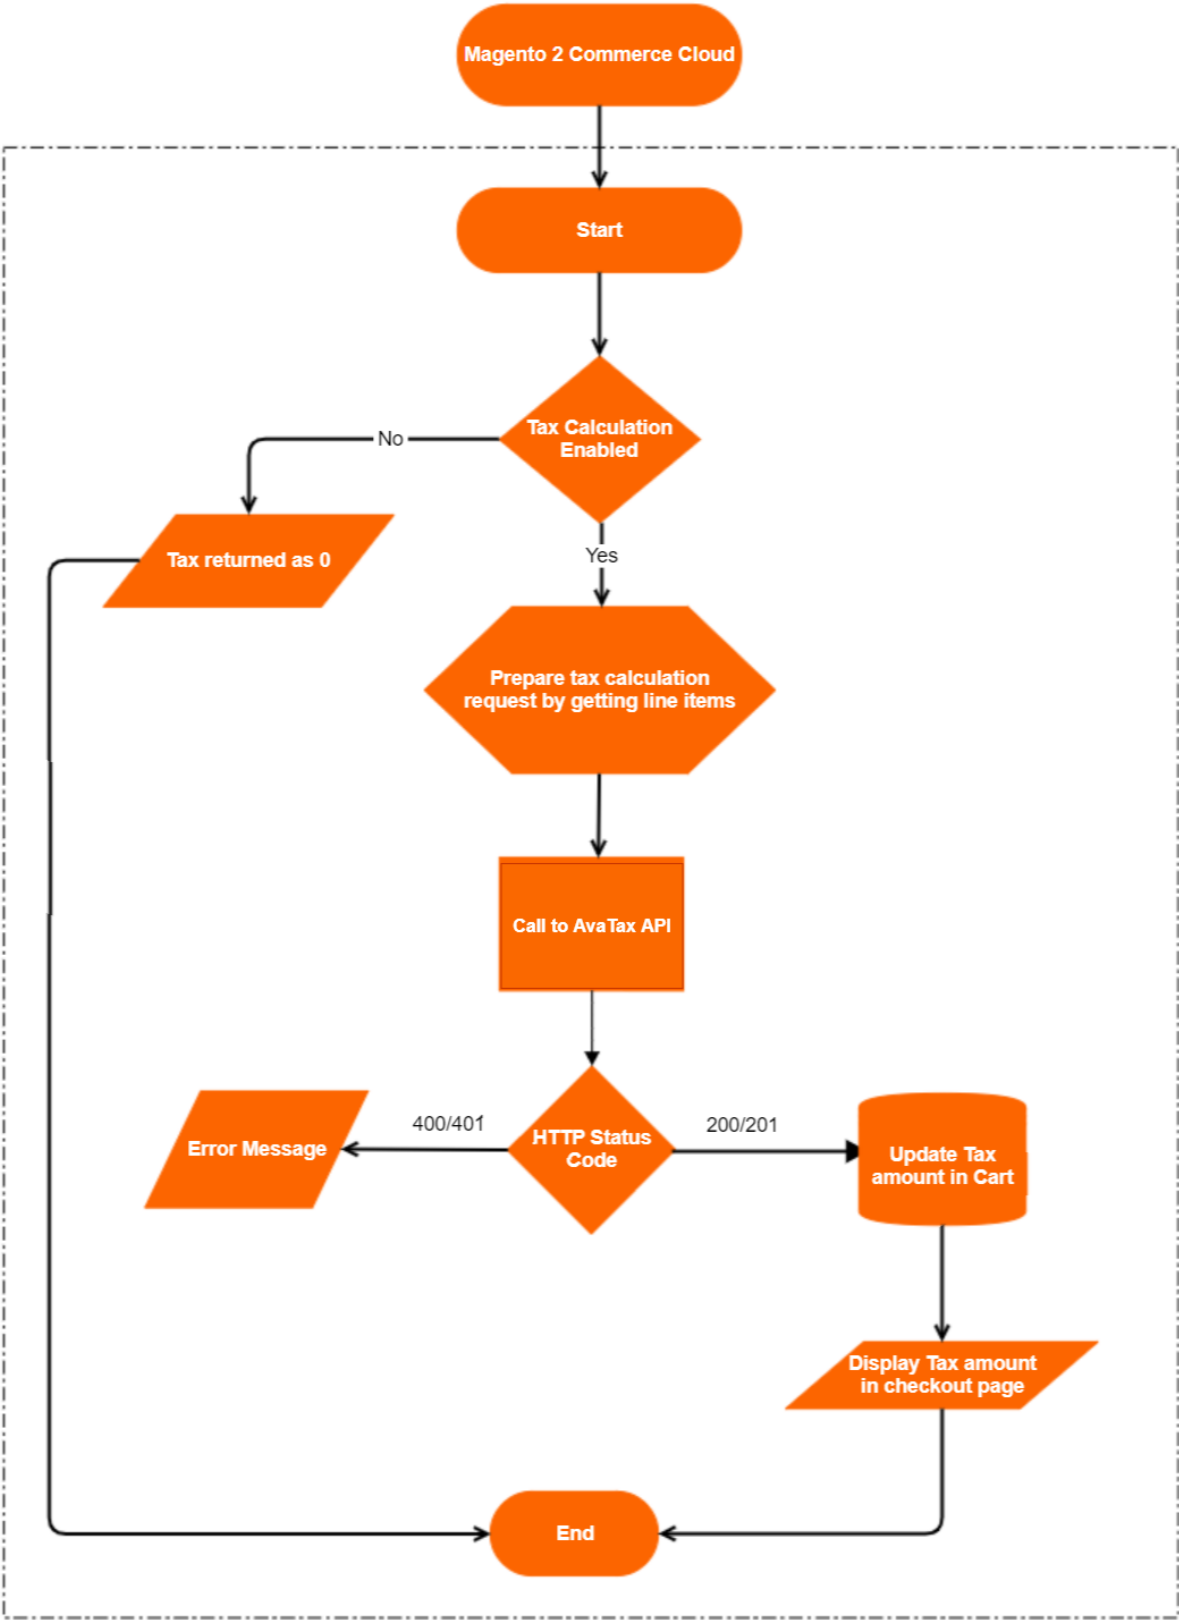 Magento 2 Commerce Cloud
Start
Tax Calculation
Enabled
No
Yes
Tax returned as 0
Prepare tax calculation
request by getting line items
Call to AvaTax API
400/401
HTTP Status
Code
200/201
Error Message
Update Tax
amount in Cart
Display Tax amount
in checkout page
End